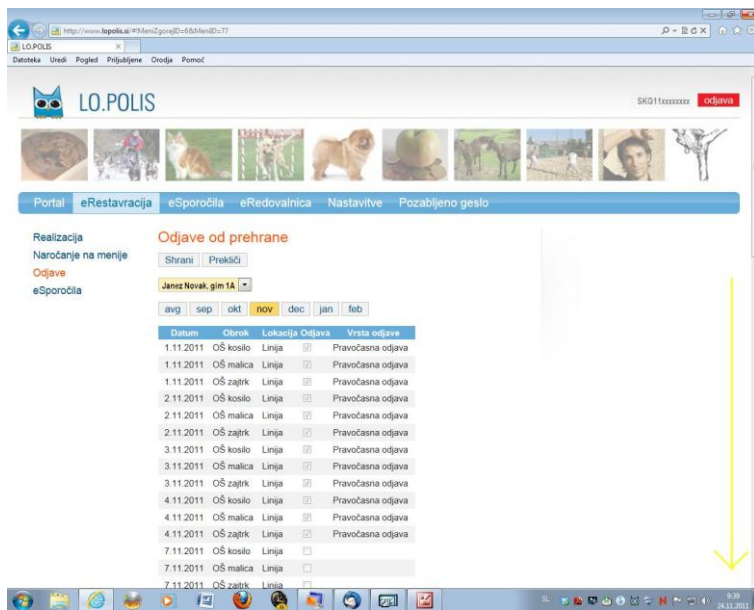 http://www.lopolis.si/#!MeniZgorajID=6&MeniID=77
LO.POLIS
Datoteka Uredi Pogled Priljubljene Orodja Pomoč
LO.POLIS
SKG11xxxxxxxx odjava
Portal eRestavracija eSporočila eRedovalnica Nastavitve Pozabljeno geslo
Realizacija
Naročanje na menije
Odjave
eSporočila
Odjave od prehrane
Shrani Prekliči
Janez Novak, gim 1A
avg sep okt nov dec jan feb
Datum Obrok Lokacija Odjava Vrsta odjave
1.11.2011 OŠ kosilo Linija Pravočasna odjava
1.11.2011 OŠ malica Linija Pravočasna odjava
1.11.2011 OŠ zajtrk Linija Pravočasna odjava
2.11.2011 OŠ kosilo Linija Pravočasna odjava
2.11.2011 OŠ malica Linija Pravočasna odjava
2.11.2011 OŠ zajtrk Linija Pravočasna odjava
3.11.2011 OŠ kosilo Linija Pravočasna odjava
3.11.2011 OŠ malica Linija Pravočasna odjava
3.11.2011 OŠ zajtrk Linija Pravočasna odjava
4.11.2011 OŠ kosilo Linija Pravočasna odjava
4.11.2011 OŠ malica Linija Pravočasna odjava
4.11.2011 OŠ zajtrk Linija Pravočasna odjava
7.11.2011 OŠ kosilo Linija
7.11.2011 OŠ malica Linija
7.11.2011 OŠ zajtrk Linija
SL
9:39
24.11.2011